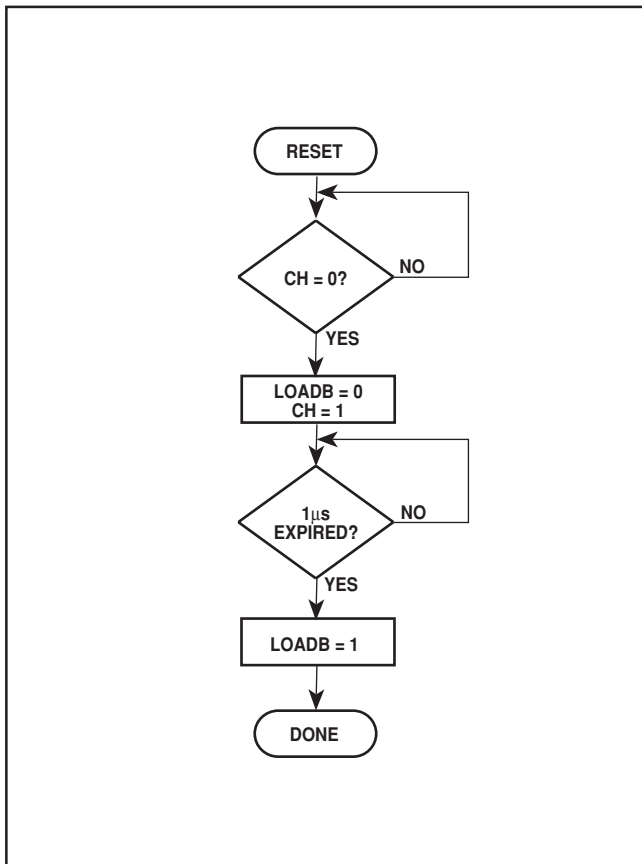 RESET
CH = 0?
NO
YES
LOADB = 0
CH = 1
1µs
EXPIRED?
NO
YES
LOADB = 1
DONE